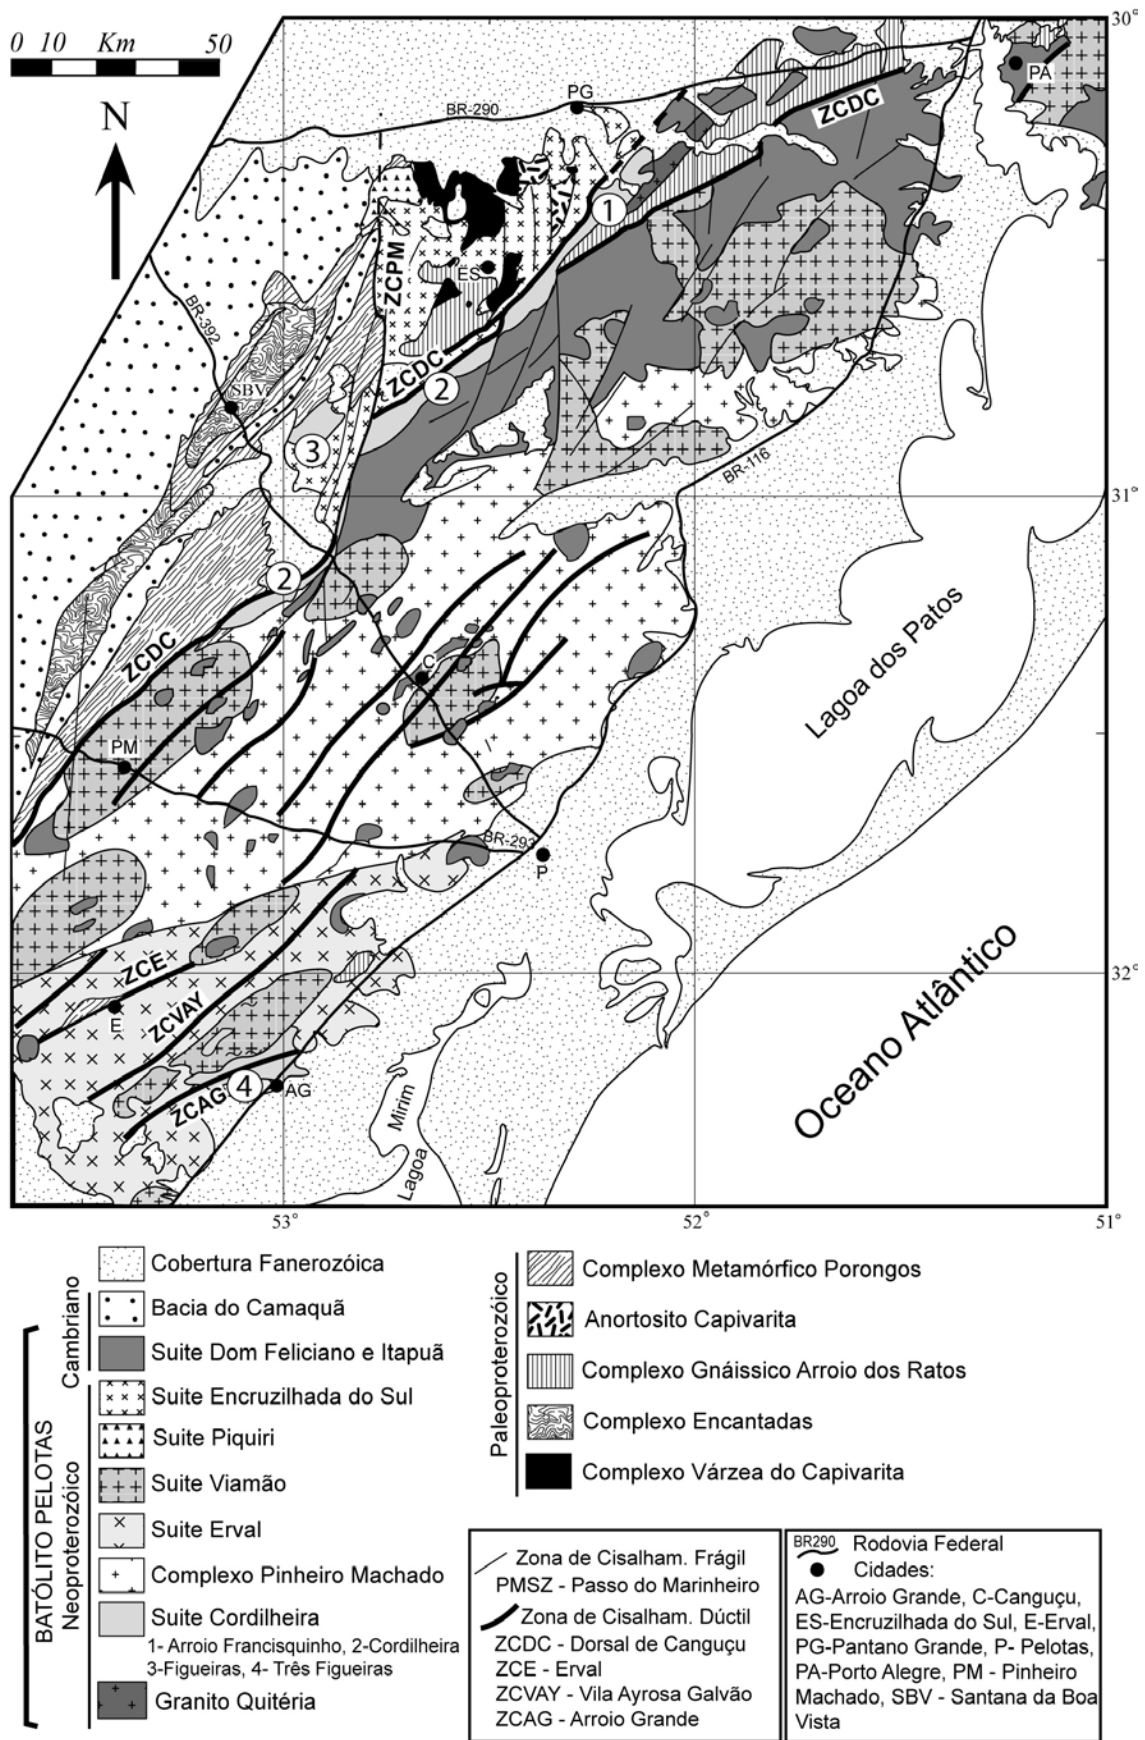 0 10 Km 50
30°
N
BR-290
PG
PA
ZCDC
1
ZCPM
ES
BR-392
ZCDC
2
SBV
3
BR-116
31°
2
ZCDC
C
Lagoa dos Patos
PM
BR-293
P
ZCE
32°
E
ZCVAY
Oceano Atlântico
4
AG
ZCAG
Mirim
Lagoa
53°
52°
51°
BATÓLITO PELOTAS
Cambriano
Neoproterozóico
Cobertura Fanerozóica
Bacia do Camaquã
Suite Dom Feliciano e Itapuã
Suite Encruzilhada do Sul
Suite Piquiri
Suite Viamão
Suite Erval
Complexo Pinheiro Machado
Suite Cordilheira
1- Arroio Francisquinho, 2-Cordilheira
3-Figueiras, 4- Três Figueiras
Granito Quitéria
Paleoproterozóico
Complexo Metamórfico Porongos
Anortosito Capivarita
Complexo Gnáissico Arroio dos Ratos
Complexo Encantadas
Complexo Várzea do Capivarita
Zona de Cisalham. Frágil
PMSZ - Passo do Marinheiro
Zona de Cisalham. Dúctil
ZCDC - Dorsal de Canguçu
ZCE - Erval
ZCVAY - Vila Ayrosa Galvão
ZCAG - Arroio Grande
BR290 Rodovia Federal
Cidades:
AG-Arroio Grande, C-Canguçu,
ES-Encruzilhada do Sul, E-Erval,
PG-Pantano Grande, P- Pelotas,
PA-Porto Alegre, PM - Pinheiro
Machado, SBV - Santana da Boa
Vista